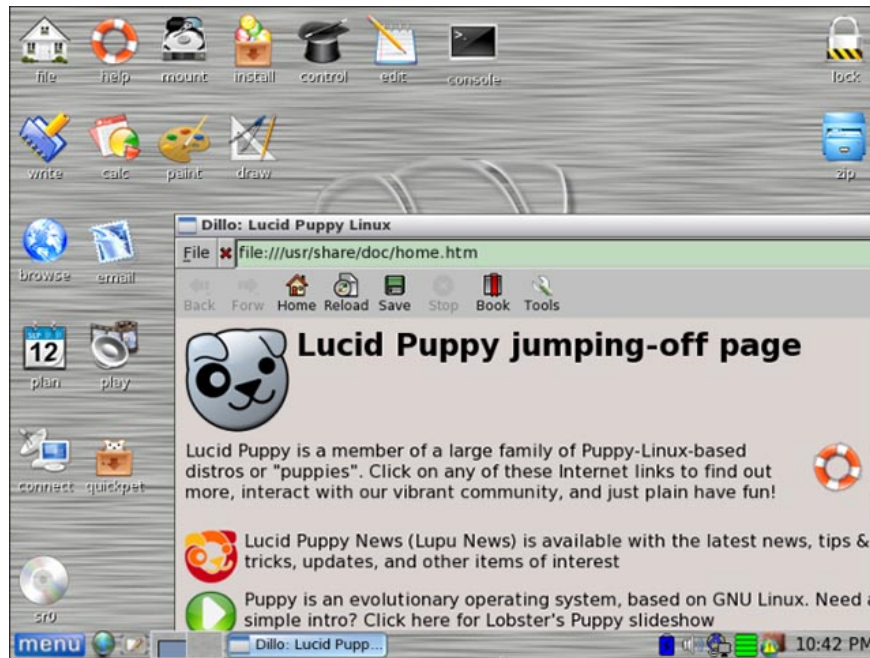 file help mount install control edit console lock
>_
write calc paint draw zip
browse email
SEP
12
plan play
connect quickpet
sr0
Dillo: Lucid Puppy Linux
File file:///usr/share/doc/home.htm
Back Forw Home Reload Save Stop Book Tools
Lucid Puppy jumping-off page
Lucid Puppy is a member of a large family of Puppy-Linux-based
distros or "puppies". Click on any of these Internet links to find out
more, interact with our vibrant community, and just plain have fun!
Lucid Puppy News (Lupu News) is available with the latest news, tips &
tricks, updates, and other items of interest
Puppy is an evolutionary operating system, based on GNU Linux. Need a
simple intro? Click here for Lobster's Puppy slideshow
menu Dillo: Lucid Pupp... 10:42 PM